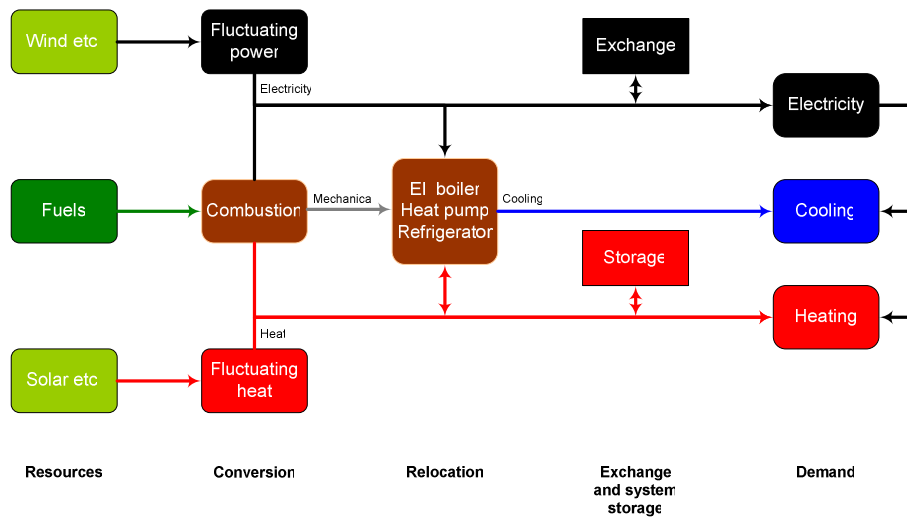 Wind etc
Fluctuating
power
Exchange
Electricity
Electricity
Fuels
Combustion
Mechanica
El boiler
Heat pump
Refrigerator
Cooling
Cooling
Storage
Heating
Heat
Solar etc
Fluctuating
heat
Resources
Conversion
Relocation
Exchange
and system
storage
Demand